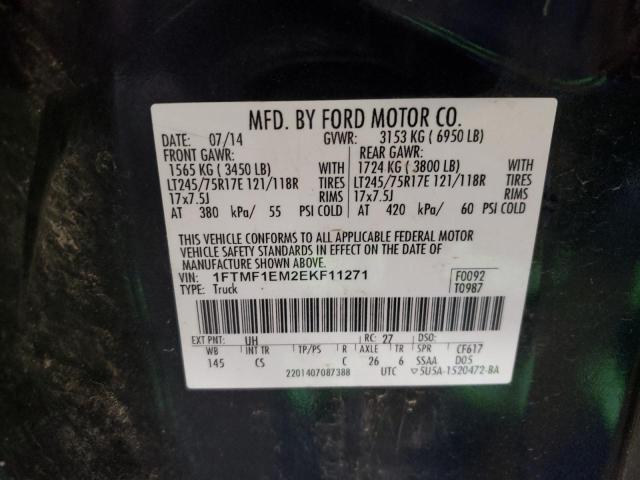 MFD. BY FORD MOTOR CO.
DATE: 07/14 GVWR: 3153 KG ( 6950 LB)
FRONT GAWR: REAR GAWR:
1565 KG ( 3450 LB) WITH 1724 KG ( 3800 LB) WITH
LT245/75R17E 121/118R TIRES LT245/75R17E 121/118R TIRES
17x7.5J RIMS 17x7.5J RIMS
AT 380 kPa/ 55 PSI COLD AT 420 kPa/ 60 PSI COLD
THIS VEHICLE CONFORMS TO ALL APPLICABLE FEDERAL MOTOR
VEHICLE SAFETY STANDARDS IN EFFECT ON THE DATE OF
MANUFACTURE SHOWN ABOVE.
VIN: 1FTMF1EM2EKF11271 F0092
TYPE: Truck T0987
EXT PNT: UH RC: 27 DSO:
WB INT TR TP/PS R AXLE TR SPR CF617
145 CS C 26 6 SSAA D05
2201407087388 UTC ▽5U5A-1520472-BA